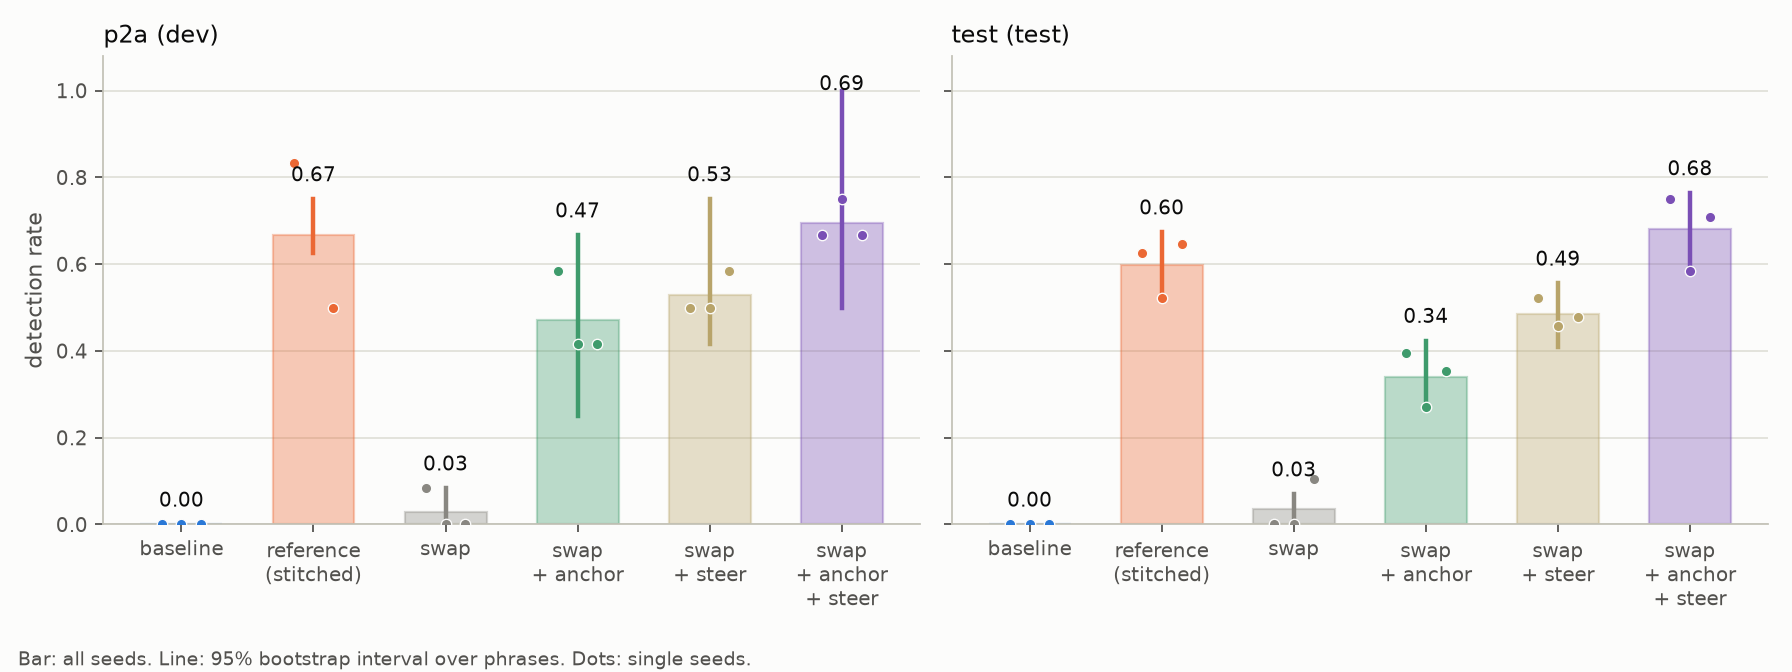 p2a (dev)
test (test)
detection rate
1.0
0.8
0.6
0.4
0.2
0.0
0.00
0.67
0.03
0.47
0.53
0.69
0.00
0.60
0.03
0.34
0.49
0.68
baseline
reference
(stitched)
swap
swap
+ anchor
swap
+ steer
swap
+ anchor
+ steer
baseline
reference
(stitched)
swap
swap
+ anchor
swap
+ steer
swap
+ anchor
+ steer
Bar: all seeds. Line: 95% bootstrap interval over phrases. Dots: single seeds.